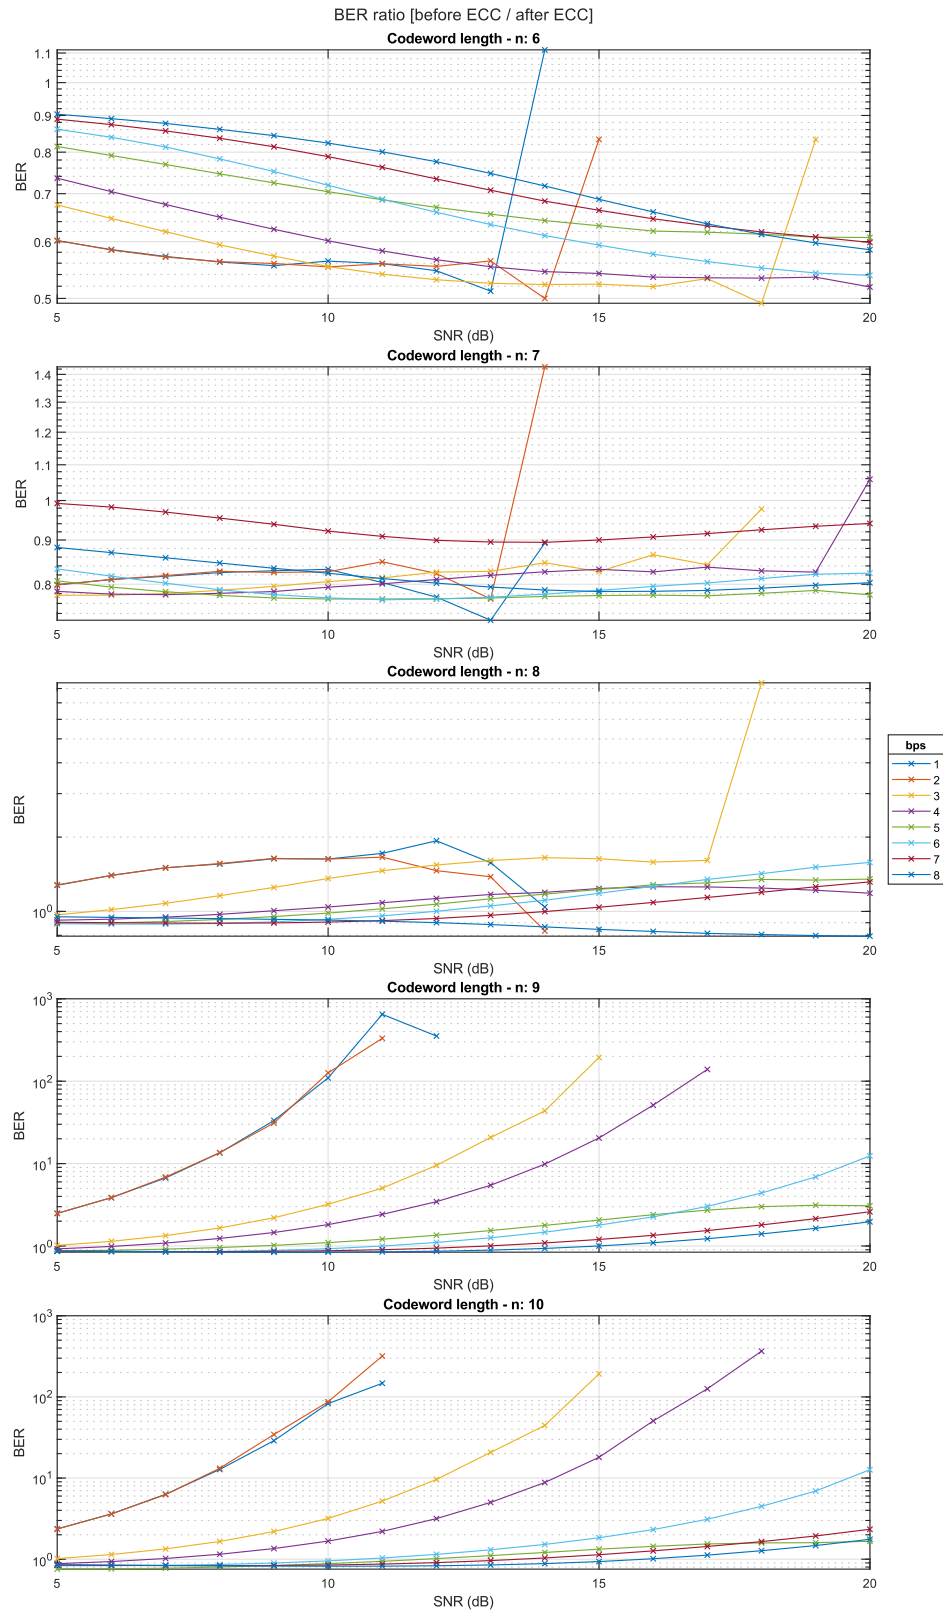 BER ratio [before ECC / after ECC]
Codeword length - n: 6
1.1
1
0.9
0.8
0.7
0.6
0.5
BER
5 10 15 20
SNR (dB)
Codeword length - n: 7
1.4
1.3
1.2
1.1
1
0.9
0.8
BER
5 10 15 20
SNR (dB)
Codeword length - n: 8
10^0
BER
5 10 15 20
SNR (dB)
bps
1
2
3
4
5
6
7
8
Codeword length - n: 9
10^3
10^2
10^1
10^0
BER
5 10 15 20
SNR (dB)
Codeword length - n: 10
10^3
10^2
10^1
10^0
BER
5 10 15 20
SNR (dB)